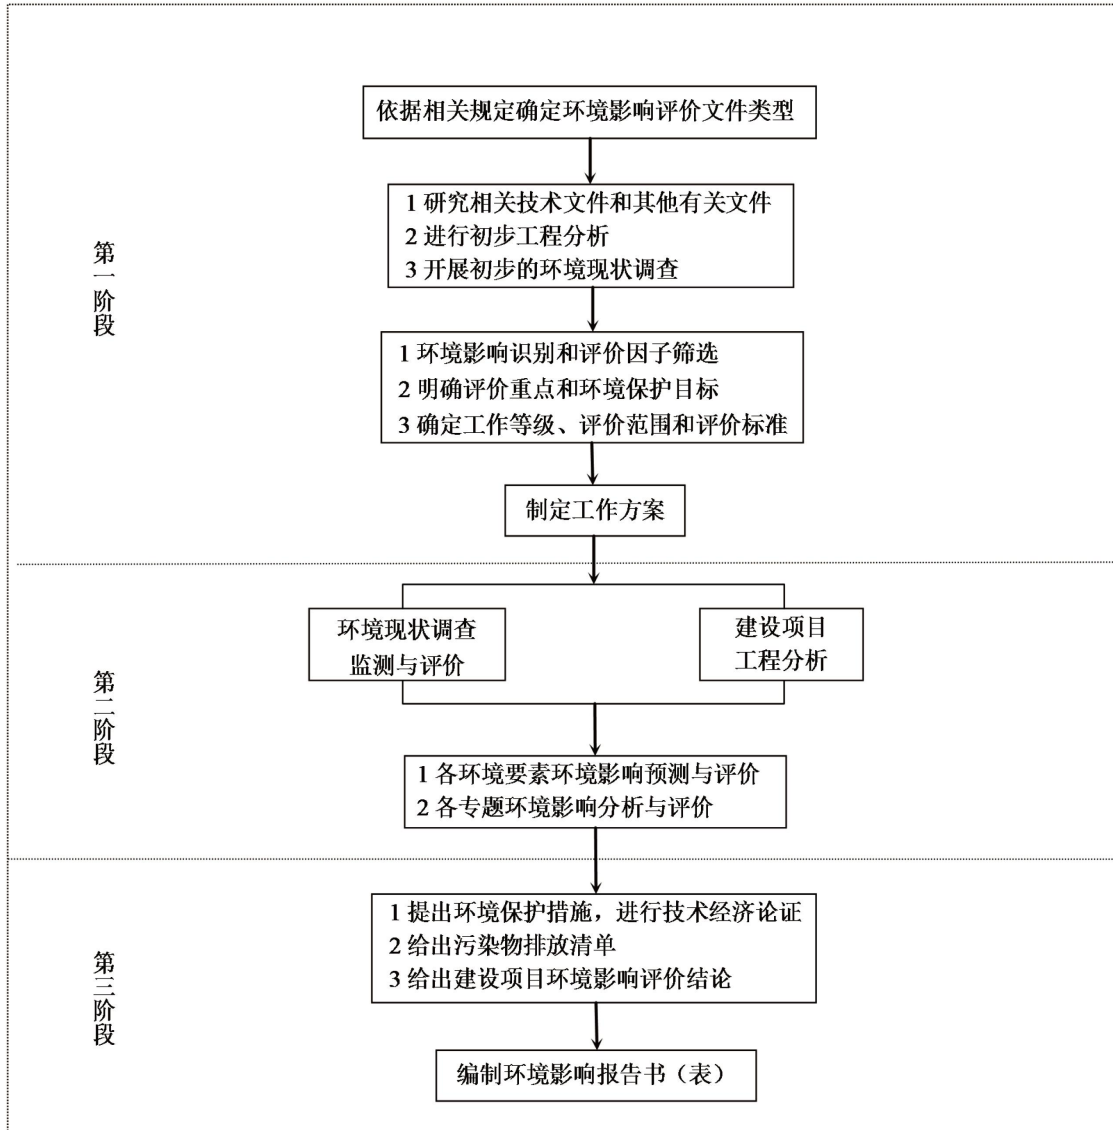 依据相关规定确定环境影响评价文件类型
第一阶段
1 研究相关技术文件和其他有关文件
2 进行初步工程分析
3 开展初步的环境现状调查
1 环境影响识别和评价因子筛选
2 明确评价重点和环境保护目标
3 确定工作等级、评价范围和评价标准
制定工作方案
第二阶段
环境现状调查
监测与评价
建设项目
工程分析
1 各环境要素环境影响预测与评价
2 各专题环境影响分析与评价
第三阶段
1 提出环境保护措施，进行技术经济论证
2 给出污染物排放清单
3 给出建设项目环境影响评价结论
编制环境影响报告书（表）